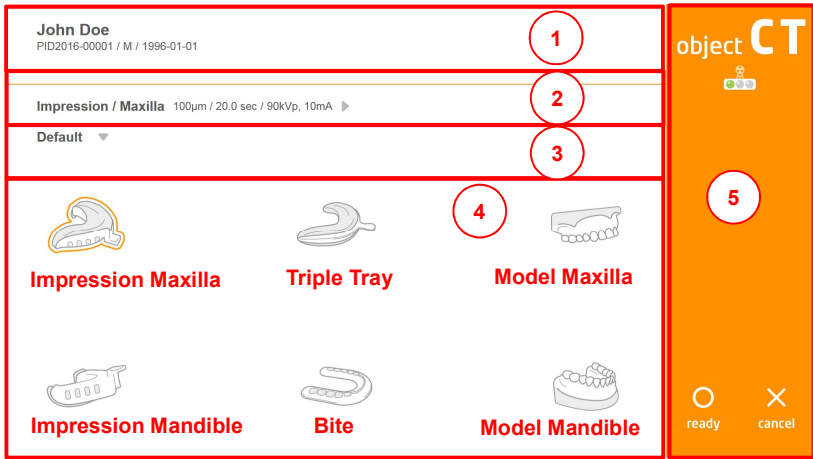 John Doe
PID2016-00001 / M / 1996-01-01
1
object CT
Impression / Maxilla 100μm / 20.0 sec / 90kVp, 10mA
2
Default
3
4
5
Impression Maxilla
Triple Tray
Model Maxilla
Impression Mandible
Bite
Model Mandible
ready
cancel